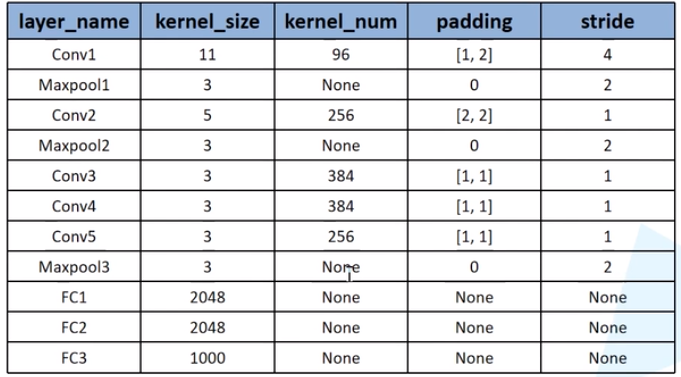 layer_name kernel_size kernel_num padding stride
Conv1 11 96 [1, 2] 4
Maxpool1 3 None 0 2
Conv2 5 256 [2, 2] 1
Maxpool2 3 None 0 2
Conv3 3 384 [1, 1] 1
Conv4 3 384 [1, 1] 1
Conv5 3 256 [1, 1] 1
Maxpool3 3 None 0 2
FC1 2048 None None None
FC2 2048 None None None
FC3 1000 None None None